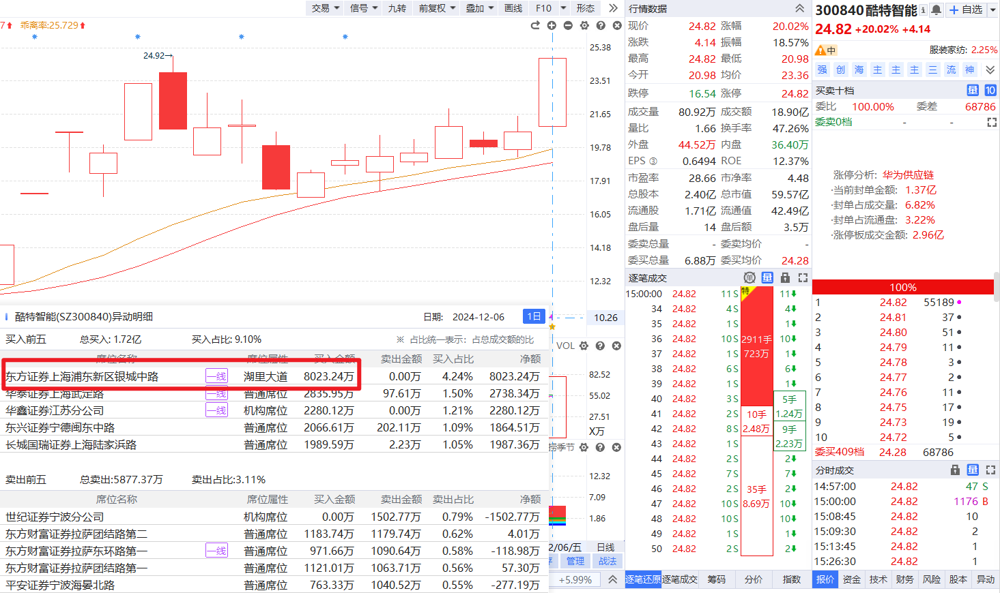 交易 信号 九转 前复权 叠加 画线 F10 形态
7 乖离率:25.729
24.92→
25.38
23.51
21.65
19.78
17.91
16.05
14.18
12.32
10.26
酷特智能(SZ300840)异动明细 日期: 2024-12-06 1日
买入前五 总买入: 1.72亿 买入占比: 9.10% ※ 占比统一表示: 占总成交额的比
席位名称 席位属性 买入金额 卖出金额 买入占比 净额
东方证券上海浦东新区银城中路 一线 湖里大道 8023.24万 0.00万 4.24% 8023.24万
华泰证券上海武定路 一线 普通席位 2835.95万 97.61万 1.50% 2738.34万
华鑫证券江苏分公司 一线 机构席位 2280.12万 0.00万 1.21% 2280.12万
东兴证券宁德闽东中路 普通席位 2066.61万 202.11万 1.09% 1864.51万
长城国瑞证券上海陆家浜路 普通席位 1989.59万 2.23万 1.05% 1987.36万
卖出前五 总卖出:5877.37万 卖出占比:3.11%
席位名称 席位属性 买入金额 卖出金额 卖出占比 净额
世纪证券宁波分公司 机构席位 0.00万 1502.77万 0.79% -1502.77万
东方财富证券拉萨团结路第二 普通席位 1183.74万 1179.74万 0.62% 4.01万
东方财富证券拉萨东环路第一 一线 普通席位 971.66万 1090.64万 0.58% -118.98万
东方财富证券拉萨团结路第一 普通席位 1121.01万 1063.71万 0.56% 57.30万
平安证券宁波海晏北路 普通席位 763.33万 1040.52万 0.55% -277.19万
VOL
82.52
55.02
27.51
X万
捞季节
12.32
7.09
1.86
2/06/五 日线
管理 战法
+5.99%
行情数据
现价 24.82 涨幅 20.02%
涨跌 4.14 振幅 18.57%
最高 24.82 最低 20.98
今开 20.98 均价 23.36
跌停 16.54 涨停 24.82
成交量 80.92万 成交额 18.90亿
量比 1.66 换手率 47.26%
外盘 44.52万 内盘 36.40万
EPS ③ 0.6494 ROE 12.37%
市盈率 28.66 市净率 4.48
总股本 2.40亿 总市值 59.57亿
流通股 1.71亿 流通值 42.49亿
盘后量 14 盘后额 3.5万
委卖总量 - 委卖均价 -
委买总量 6.88万 委买均价 24.28
逐笔成交 单 量
15:00:00 24.82 11 S 特 11
34 24.82 4 S 4
35 24.82 1 S 1
36 24.82 10 S 2911手 10
37 24.82 1 S 723万 1
38 24.82 6 S 6
39 24.82 1 S 1
40 24.82 3 S 5手
41 24.82 2 S 10手 1.24万
42 24.82 8 S 2.48万 9手
43 24.82 1 S 2.23万
44 24.82 2 S 2
45 24.82 7 S 7
46 24.82 2 S 35手 2
47 24.82 10 S 8.69万 10
48 24.82 10 S 10
49 24.82 1 S 1
50 24.82 2 S 2
逐笔还原 逐笔成交 筹码 分价 指数
300840 酷特智能 自选
24.82 +20.02% +4.14
中 服装家纺: 2.25%
强 创 海 主 主 主 三 流 神
买卖十档 量 10
委比 100.00% 委差 68786
委卖0档 - -
涨停分析: 华为供应链
·当前封单金额: 1.37亿
·封单占成交量: 6.82%
·封单占流通盘: 3.22%
·涨停板成交金额: 2.96亿
100%
1 24.82 55189
2 24.81 37
3 24.80 51
4 24.79 11
5 24.78 3
6 24.77 2
7 24.76 11
8 24.75 17
9 24.73 19
10 24.72 5
委买409档 24.28 68786
分时成交 量
14:57:00 24.82 47 S
15:00:00 24.82 1176 B
15:08:45 24.82 10
15:09:30 24.82 2
15:13:45 24.82 1
15:26:30 24.82 1
报价 资金 技术 财务 风险 股本 异动